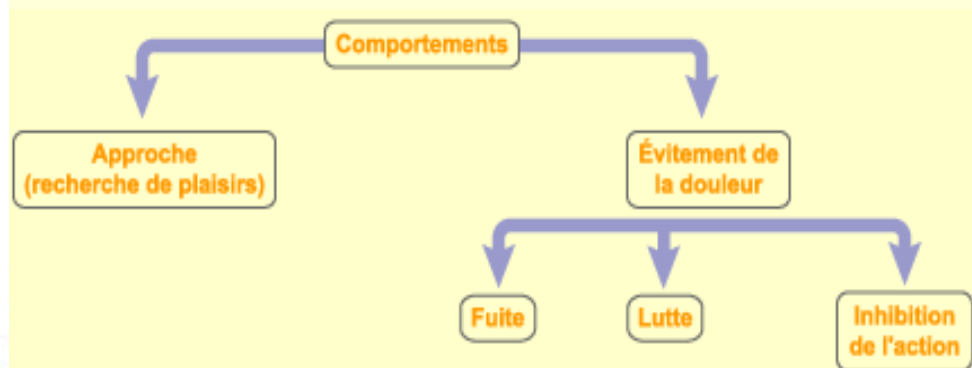 Comportements
Approche
(recherche de plaisirs)
Évitement de
la douleur
Fuite
Lutte
Inhibition
de l'action